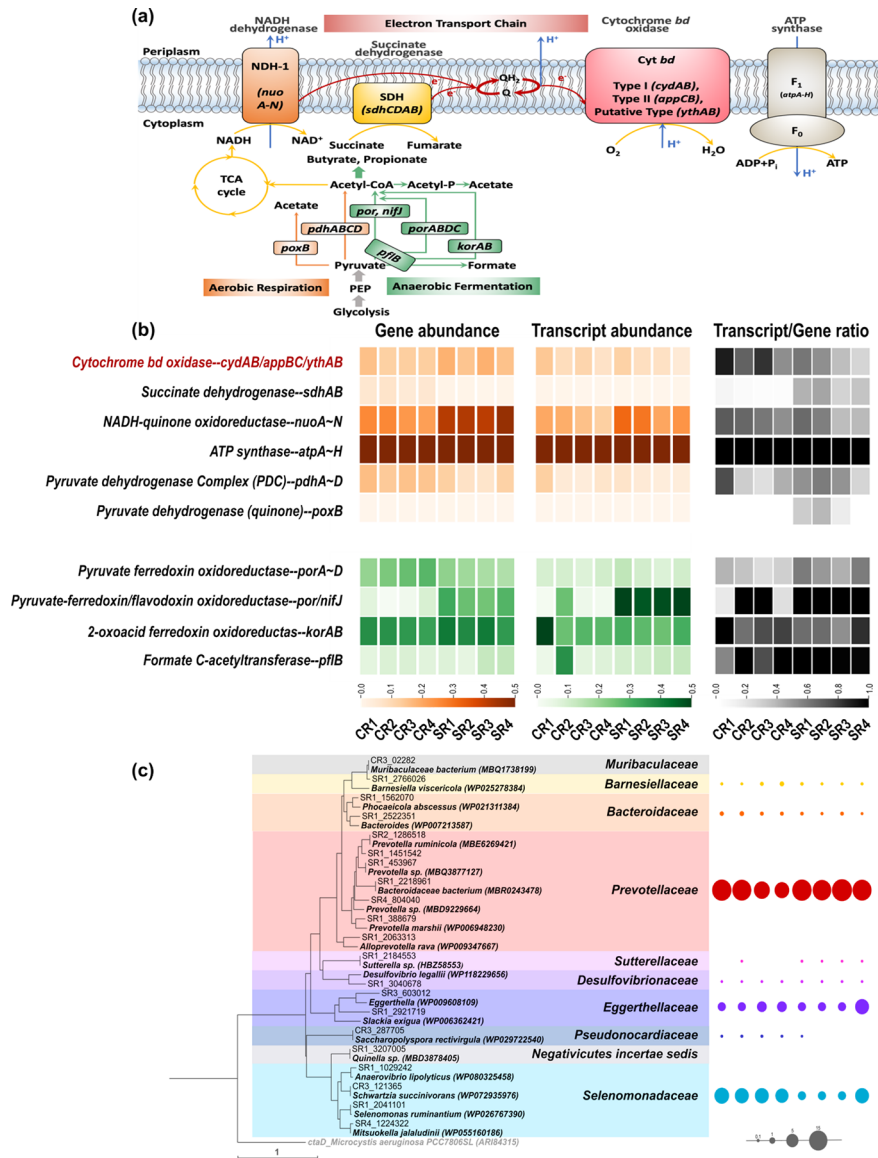 (a)
NADH
dehydrogenase
Electron Transport Chain
Cytochrome bd
oxidase
ATP
synthase
H+
H+
Periplasm
Succinate
dehydrogenase
NDH-1
(nuo
A-N)
SDH
(sdhCDAB)
e-
e-
QH2
Q
e-
Cyt bd
Type I (cydAB),
Type II (appCB),
Putative Type (ythAB)
F1
(atpA-H)
F0
Cytoplasm
NADH
NAD+
Succinate
Fumarate
O2
H+
H2O
ADP+Pi
H+
ATP
Butyrate, Propionate
TCA
cycle
Acetyl-CoA
Acetyl-P
Acetate
Acetate
por, nifJ
pdhABCD
porABDC
poxB
korAB
pflB
Pyruvate
Formate
Aerobic Respiration
PEP
Anaerobic Fermentation
Glycolysis
(b)
Gene abundance
Transcript abundance
Transcript/Gene ratio
Cytochrome bd oxidase--cydAB/appBC/ythAB
Succinate dehydrogenase--sdhAB
NADH-quinone oxidoreductase--nuoA~N
ATP synthase--atpA~H
Pyruvate dehydrogenase Complex (PDC)--pdhA~D
Pyruvate dehydrogenase (quinone)--poxB
Pyruvate ferredoxin oxidoreductase--porA~D
Pyruvate-ferredoxin/flavodoxin oxidoreductase--por/nifJ
2-oxoacid ferredoxin oxidoreductas--korAB
Formate C-acetyltransferase--pflB
0.0 0.1 0.2 0.3 0.4 0.5
0.0 0.1 0.2 0.3 0.4 0.5
0.0 0.2 0.4 0.6 0.8 1.0
CR1 CR2 CR3 CR4 SR1 SR2 SR3 SR4
CR1 CR2 CR3 CR4 SR1 SR2 SR3 SR4
CR1 CR2 CR3 CR4 SR1 SR2 SR3 SR4
(c)
CR3_02282
Muribaculaceae bacterium (MBQ1738199)
Muribaculaceae
SR1_2766026
Barnesiella viscericola (WP025278384)
Barnesiellaceae
SR1_1562070
Phocaeicola abscessus (WP021311384)
SR1_2522351
Bacteroides (WP007213587)
Bacteroidaceae
SR2_1286518
Prevotella ruminicola (MBE6269421)
SR1_1451542
SR1_453967
Prevotella sp. (MBQ3877127)
SR1_2218961
Bacteroidaceae bacterium (MBR0243478)
Prevotellaceae
SR4_804040
Prevotella sp. (MBD9229664)
SR1_388679
Prevotella marshii (WP006948230)
SR1_2063313
Alloprevotella rava (WP009347667)
SR1_2184553
Sutterella sp. (HBZ58553)
Sutterellaceae
Desulfovibrio legallii (WP118229656)
SR1_3040678
Desulfovibrionaceae
SR3_603012
Eggerthella (WP009608109)
SR1_2921719
Slackia exigua (WP006362421)
Eggerthellaceae
CR3_287705
Saccharopolyspora rectivirgula (WP029722540)
Pseudonocardiaceae
SR1_3207005
Quinella sp. (MBD3878405)
Negativicutes incertae sedis
SR1_1029242
Anaerovibrio lipolyticus (WP080325458)
CR3_121365
Schwartzia succinivorans (WP072935976)
Selenomonadaceae
SR1_2041101
Selenomonas ruminantium (WP026767390)
SR4_1224322
Mitsuokella jalaludinii (WP055160186)
ctaD_Microcystis aeruginosa PCC7806SL (ARI84315)
0.1 1 5 15
1